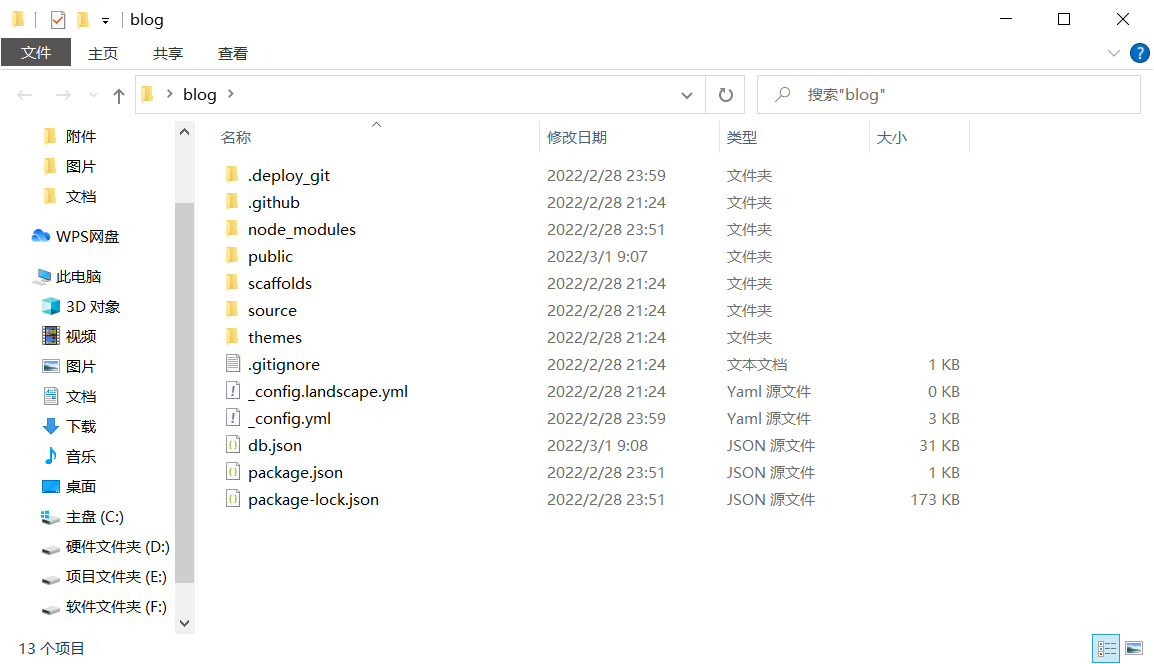 blog
文件 主页 共享 查看
blog 搜索"blog"
附件
图片
文档
WPS网盘
此电脑
3D 对象
视频
图片
文档
下载
音乐
桌面
主盘 (C:)
硬件文件夹 (D:)
项目文件夹 (E:)
软件文件夹 (F:)
名称 修改日期 类型 大小
.deploy_git 2022/2/28 23:59 文件夹
.github 2022/2/28 21:24 文件夹
node_modules 2022/2/28 23:51 文件夹
public 2022/3/1 9:07 文件夹
scaffolds 2022/2/28 21:24 文件夹
source 2022/2/28 21:24 文件夹
themes 2022/2/28 21:24 文件夹
.gitignore 2022/2/28 21:24 文本文档 1 KB
_config.landscape.yml 2022/2/28 21:24 Yaml 源文件 0 KB
_config.yml 2022/2/28 23:59 Yaml 源文件 3 KB
db.json 2022/3/1 9:08 JSON 源文件 31 KB
package.json 2022/2/28 23:51 JSON 源文件 1 KB
package-lock.json 2022/2/28 23:51 JSON 源文件 173 KB
13 个项目